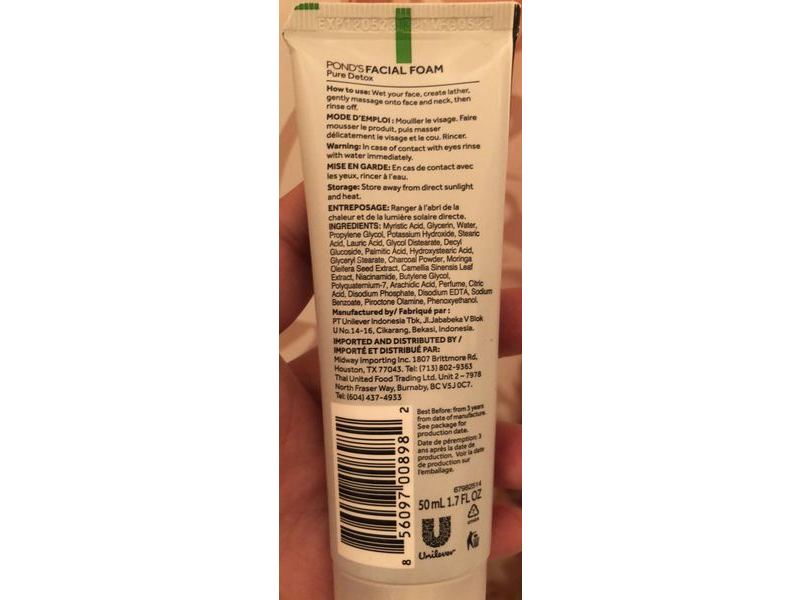 POND'S FACIAL FOAM
Pure Detox
How to use: Wet your face, create lather,
gently massage onto face and neck, then
rinse off.
MODE D'EMPLOI : Mouiller le visage. Faire
mousser le produit, puis masser
délicatement le visage et le cou. Rincer.
Warning: In case of contact with eyes rinse
with water immediately.
MISE EN GARDE: En cas de contact avec
les yeux, rincer à l'eau.
Storage: Store away from direct sunlight
and heat.
ENTREPOSAGE: Ranger à l'abri de la
chaleur et de la lumière solaire directe.
INGREDIENTS: Myristic Acid, Glycerin, Water,
Propylene Glycol, Potassium Hydroxide, Stearic
Acid, Lauric Acid, Glycol Distearate, Decyl
Glucoside, Palmitic Acid, Hydroxystearic Acid,
Glyceryl Stearate, Charcoal Powder, Moringa
Oleifera Seed Extract, Camellia Sinensis Leaf
Extract, Niacinamide, Butylene Glycol,
Polyquaternium-7, Arachidic Acid, Perfume, Citric
Acid, Disodium Phosphate, Disodium EDTA, Sodium
Benzoate, Piroctone Olamine, Phenoxyethanol.
Manufactured by/ Fabriqué par :
PT Unilever Indonesia Tbk, Jl.Jababeka V Blok
U No.14-16, Cikarang, Bekasi, Indonesia.
IMPORTED AND DISTRIBUTED BY /
IMPORTÉ ET DISTRIBUÉ PAR:
Midway Importing Inc. 1807 Brittmore Rd,
Houston, TX 77043. Tel: (713) 802-9363
Thai United Food Trading Ltd. Unit 2 - 7978
North Fraser Way, Burnaby, BC V5J 0C7.
Tel: (604) 437-4933
Best Before: from 3 years
from date of manufacture.
See package for
production date.
Date de péremption: 3
ans après la date de
production. Voir la date
de production sur
l'emballage.
8 56097 00898 2
67982514
50 mL 1.7 FL OZ
Unilever